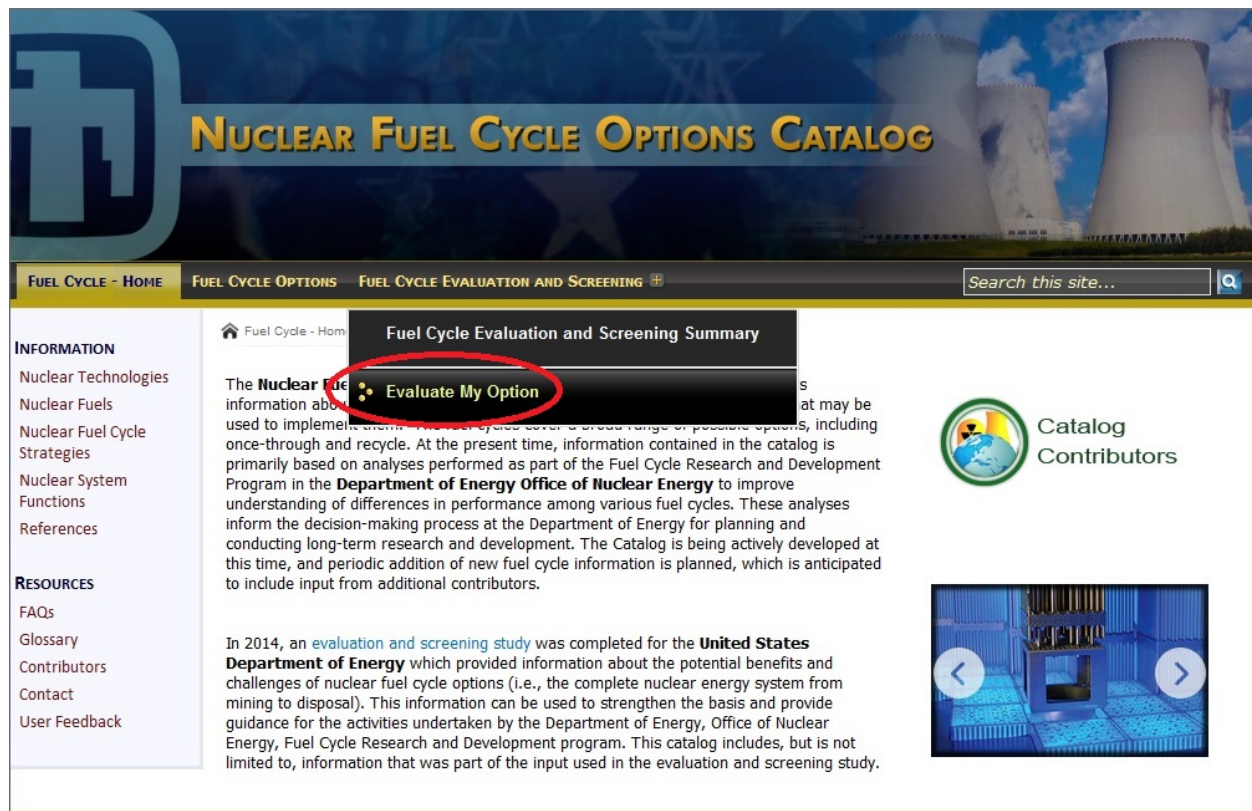 NUCLEAR FUEL CYCLE OPTIONS CATALOG
FUEL CYCLE - HOME FUEL CYCLE OPTIONS FUEL CYCLE EVALUATION AND SCREENING
Search this site...
INFORMATION
Nuclear Technologies
Nuclear Fuels
Nuclear Fuel Cycle
Strategies
Nuclear System
Functions
References
RESOURCES
FAQs
Glossary
Contributors
Contact
User Feedback
Fuel Cycle - Hom
Fuel Cycle Evaluation and Screening Summary
Evaluate My Option
The Nuclear Fue s
information abou at may be
used to implement them. The fuel cycles cover a broad range of possible options, including
once-through and recycle. At the present time, information contained in the catalog is
primarily based on analyses performed as part of the Fuel Cycle Research and Development
Program in the Department of Energy Office of Nuclear Energy to improve
understanding of differences in performance among various fuel cycles. These analyses
inform the decision-making process at the Department of Energy for planning and
conducting long-term research and development. The Catalog is being actively developed at
this time, and periodic addition of new fuel cycle information is planned, which is anticipated
to include input from additional contributors.
In 2014, an evaluation and screening study was completed for the United States
Department of Energy which provided information about the potential benefits and
challenges of nuclear fuel cycle options (i.e., the complete nuclear energy system from
mining to disposal). This information can be used to strengthen the basis and provide
guidance for the activities undertaken by the Department of Energy, Office of Nuclear
Energy, Fuel Cycle Research and Development program. This catalog includes, but is not
limited to, information that was part of the input used in the evaluation and screening study.
Catalog
Contributors